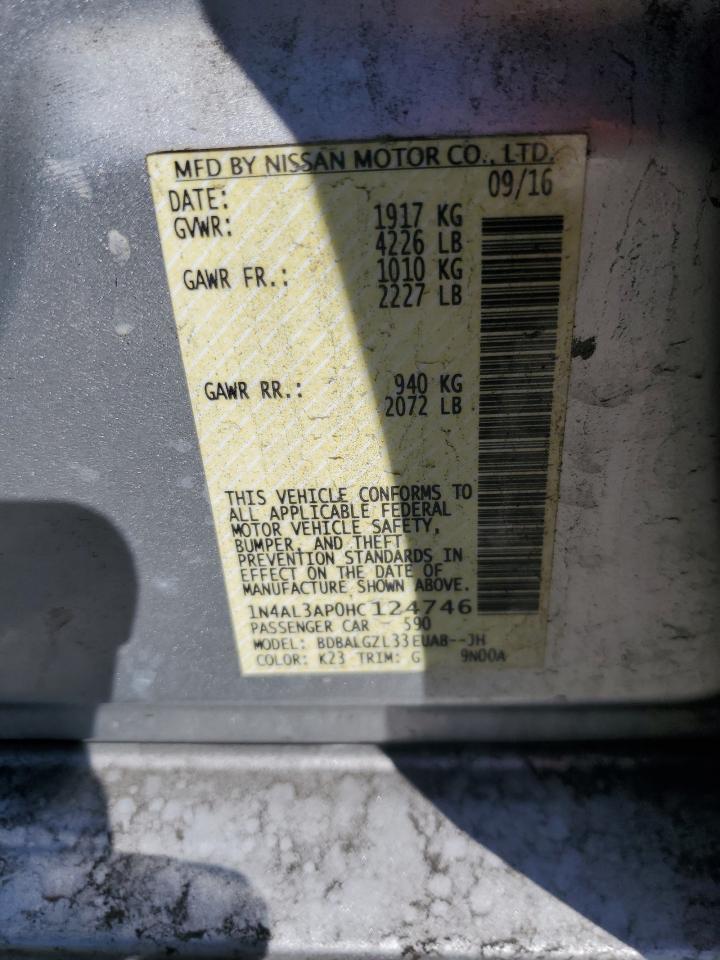 MFD BY NISSAN MOTOR CO., LTD.
DATE: 09/16
GVWR: 1917 KG
4226 LB
GAWR FR.: 1010 KG
2227 LB
GAWR RR.: 940 KG
2072 LB
THIS VEHICLE CONFORMS TO
ALL APPLICABLE FEDERAL
MOTOR VEHICLE SAFETY,
BUMPER, AND THEFT
PREVENTION STANDARDS IN
EFFECT ON THE DATE OF
MANUFACTURE SHOWN ABOVE.
1N4AL3AP0HC124746
PASSENGER CAR - 590
MODEL: BDBALGZL33EUAB--JH
COLOR: K23 TRIM: G 9N00A